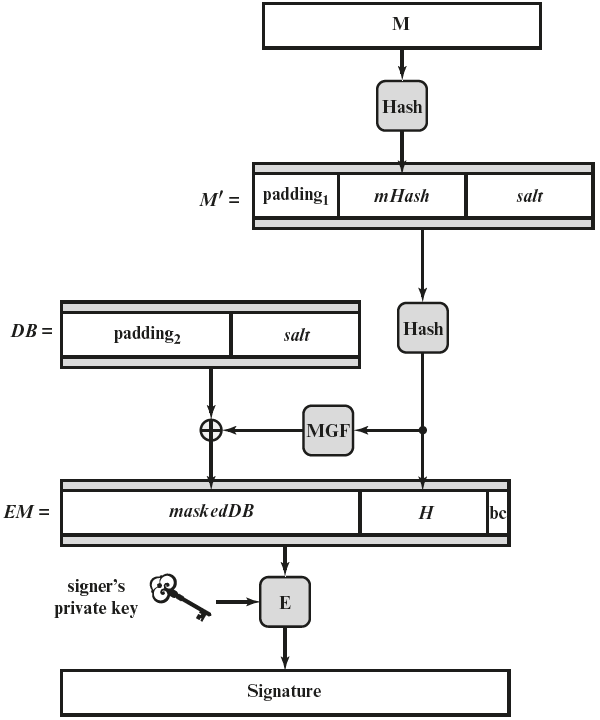 M
Hash
M′ = padding₁ mHash salt
DB = padding₂ salt
Hash
MGF
EM = maskedDB H bc
signer's
private key
E
Signature